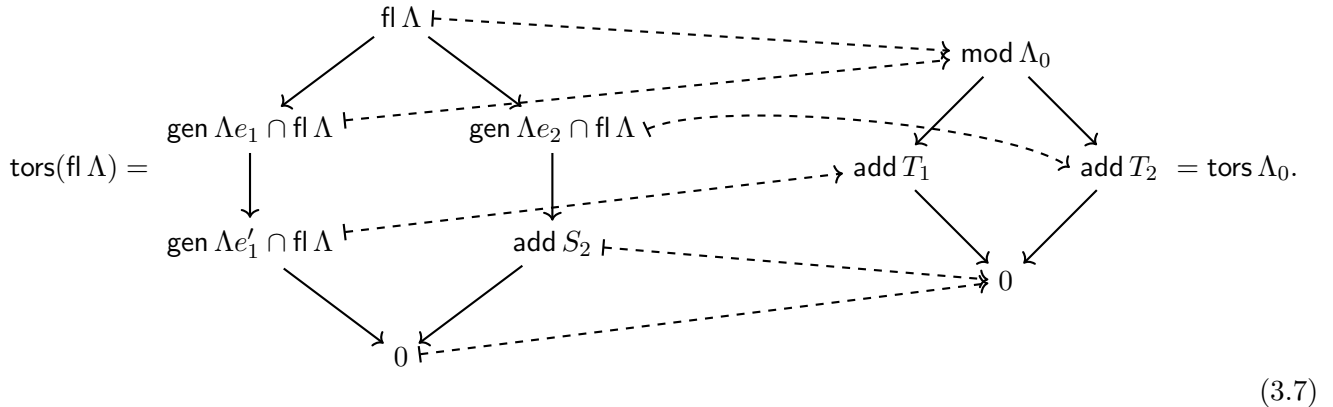 fl Λ
mod Λ₀
gen Λe₁ ∩ fl Λ
gen Λe₂ ∩ fl Λ
tors(fl Λ) =
add T₁
add T₂ = tors Λ₀.
gen Λe′₁ ∩ fl Λ
add S₂
0
0
(3.7)